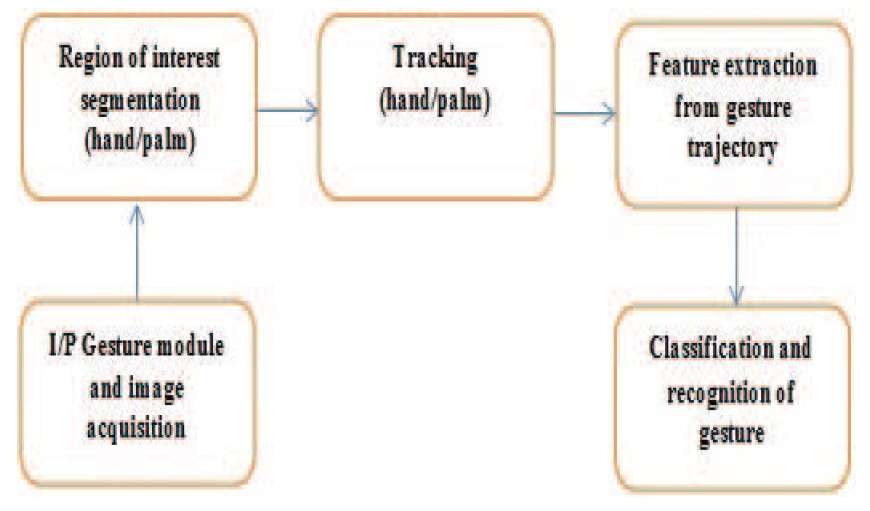 Region of interest
segmentation
(hand/palm)
Tracking
(hand/palm)
Feature extraction
from gesture
trajectory
I/P Gesture module
and image
acquisition
Classification and
recognition of
gesture